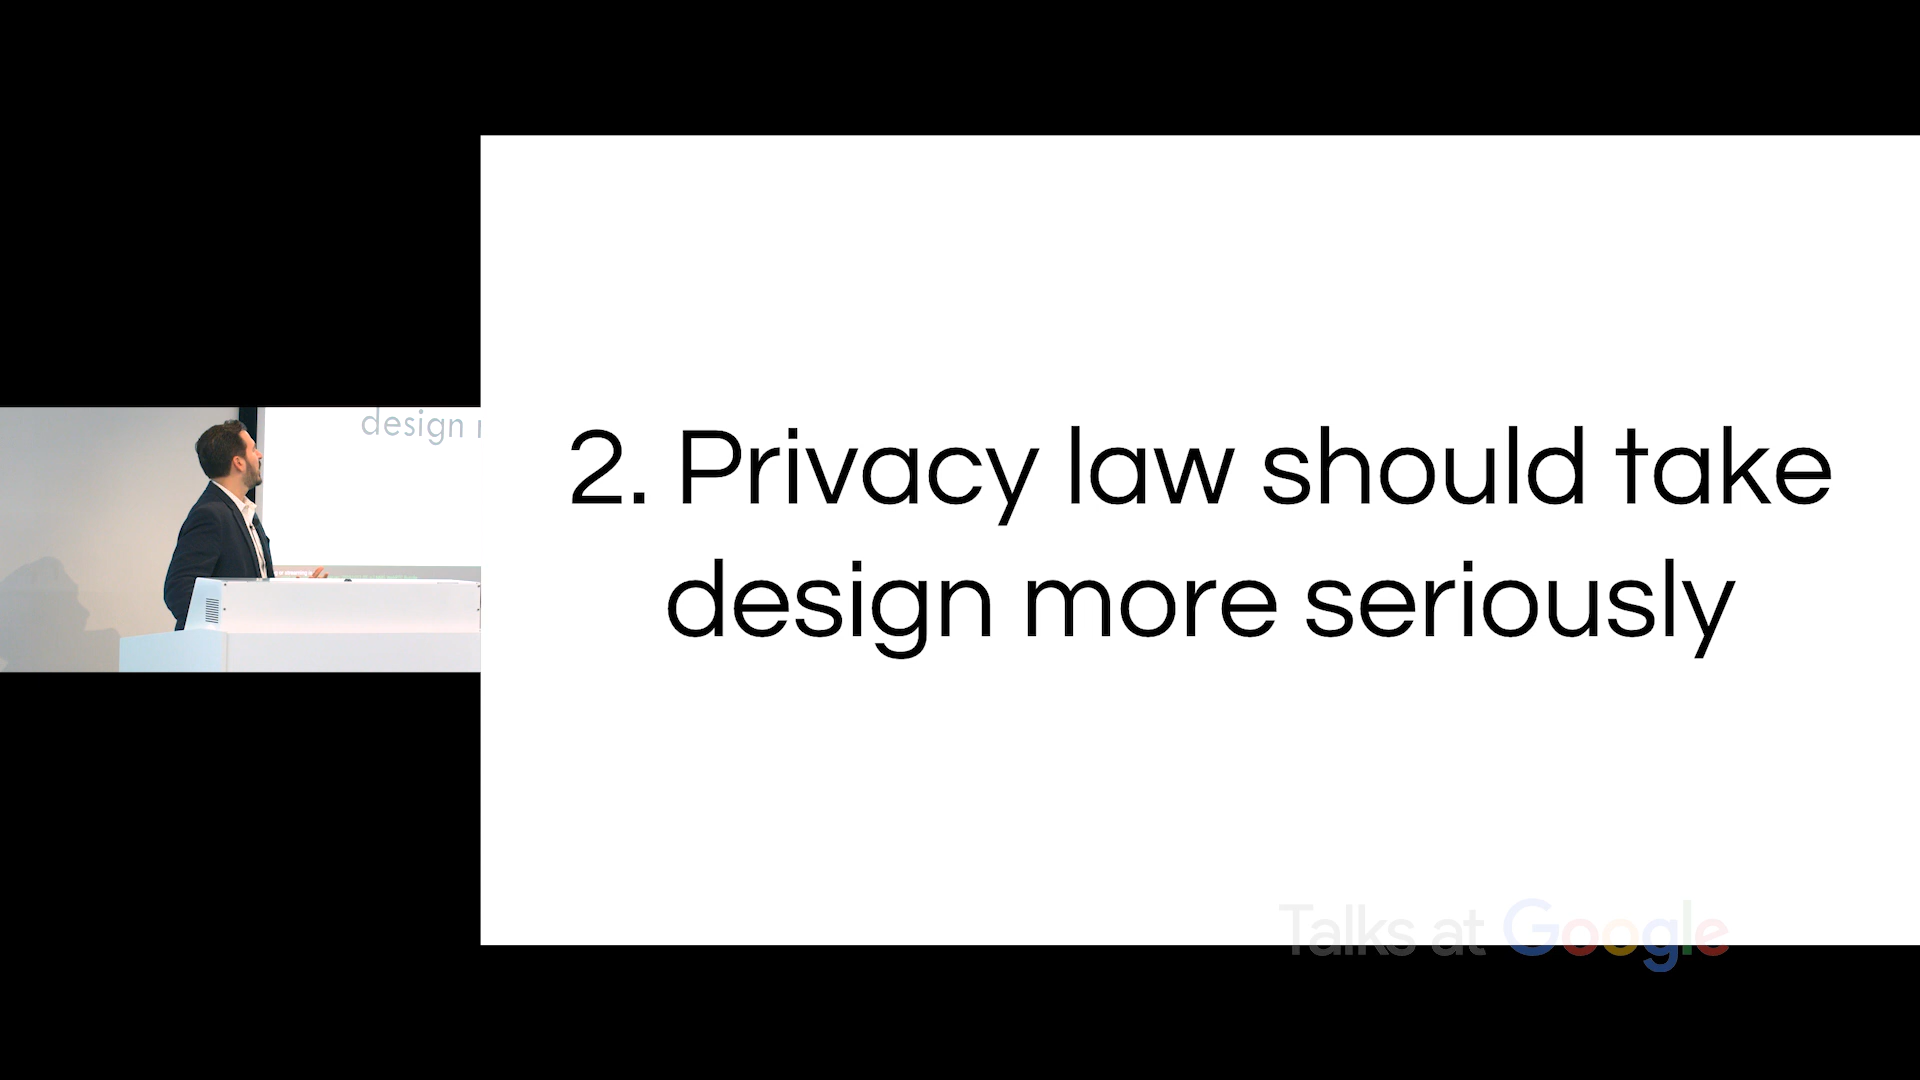 design
2. Privacy law should take
design more seriously
Talks at Google